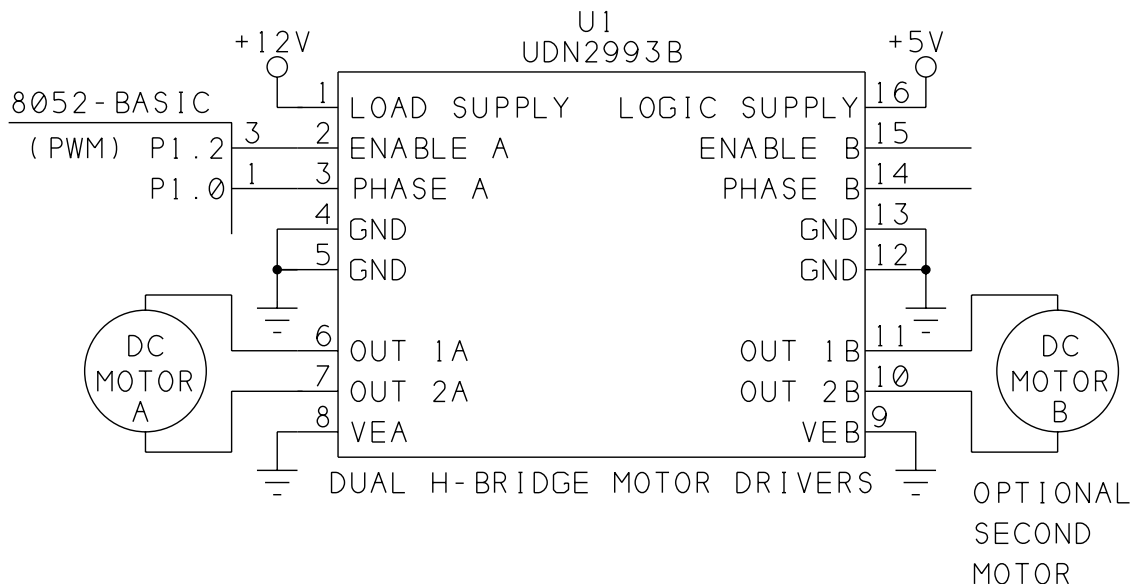 U1
UDN2993B
+12V
+5V
8052-BASIC
(PWM) P1.2 3
P1.0 1
1 LOAD SUPPLY LOGIC SUPPLY 16
2 ENABLE A ENABLE B 15
3 PHASE A PHASE B 14
4 GND GND 13
5 GND GND 12
6 OUT 1A OUT 1B 11
7 OUT 2A OUT 2B 10
8 VEA VEB 9
DC
MOTOR
A
DC
MOTOR
B
DUAL H-BRIDGE MOTOR DRIVERS
OPTIONAL
SECOND
MOTOR